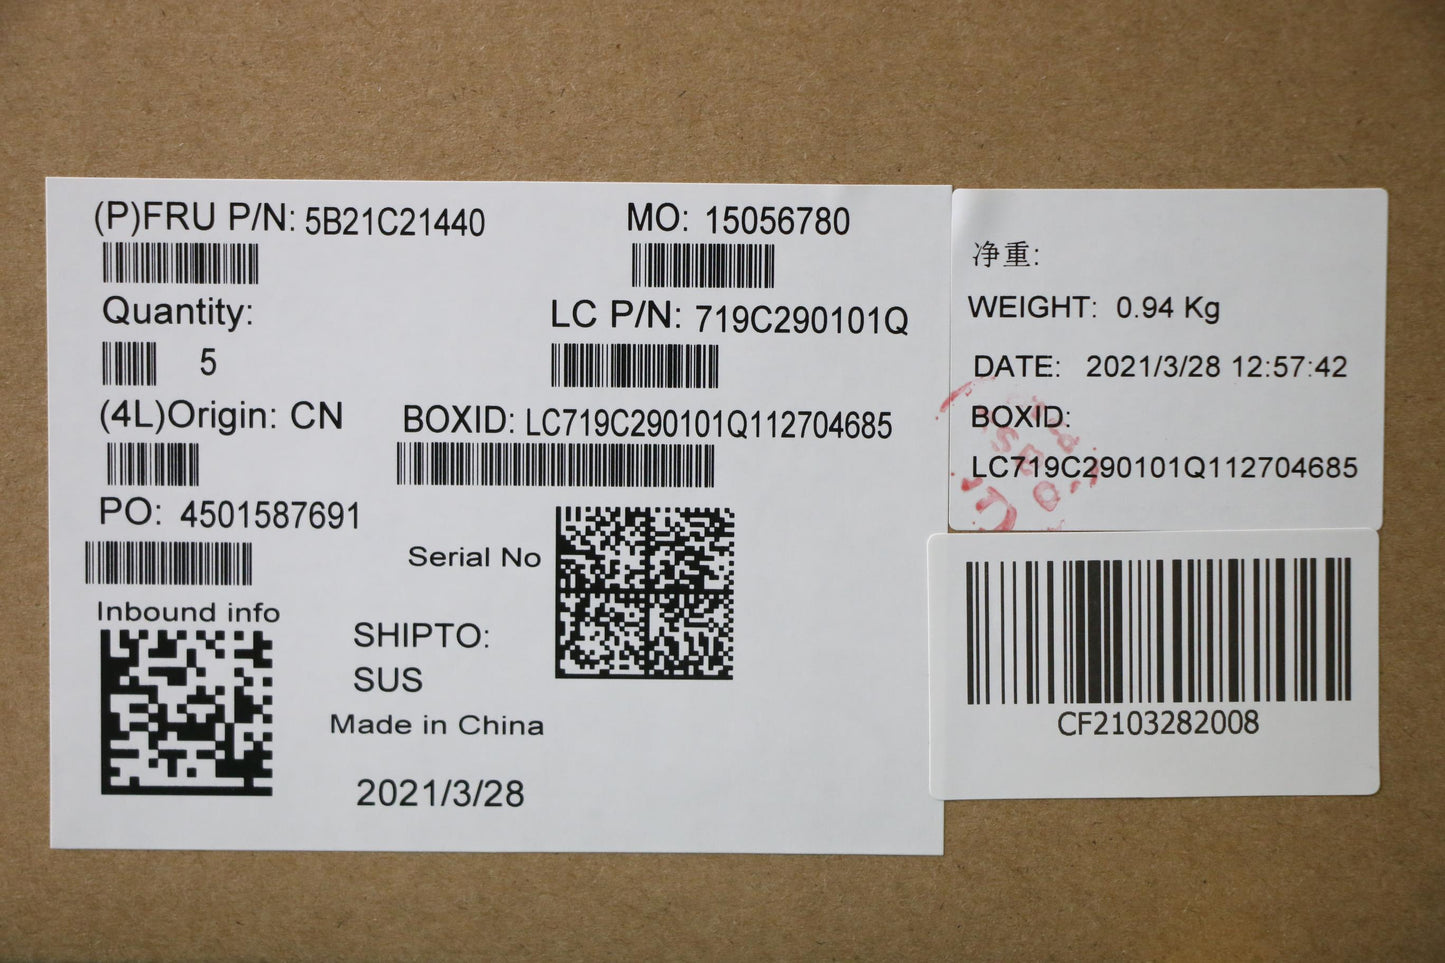 (P)FRU P/N: 5B21C21440
MO: 15056780
Quantity:
5
LC P/N: 719C290101Q
(4L)Origin: CN
BOXID: LC719C290101Q112704685
PO: 4501587691
Serial No
Inbound info
SHIPTO:
SUS
Made in China
2021/3/28
净重:
WEIGHT: 0.94 Kg
DATE: 2021/3/28 12:57:42
BOXID:
LC719C290101Q112704685
CF2103282008